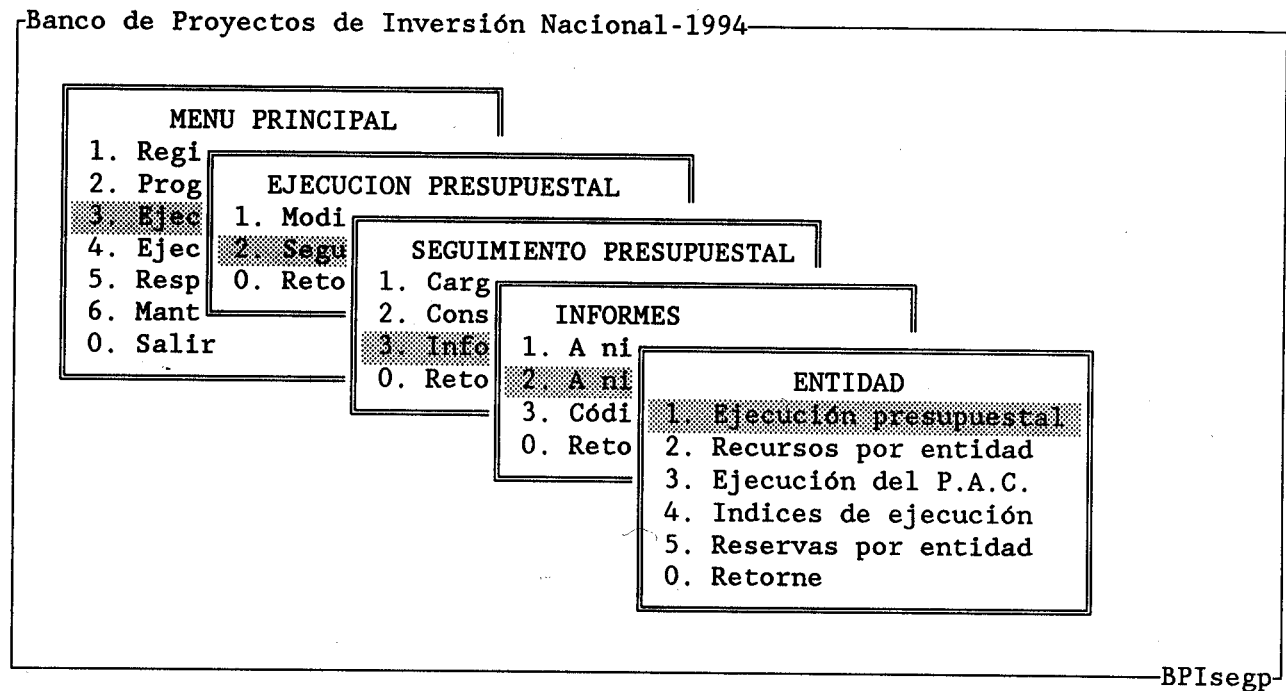 Banco de Proyectos de Inversión Nacional-1994
MENU PRINCIPAL
1. Regi
2. Prog
3. Ejec
4. Ejec
5. Resp
6. Mant
0. Salir
EJECUCION PRESUPUESTAL
1. Modi
2. Segu
0. Reto
SEGUIMIENTO PRESUPUESTAL
1. Carg
2. Cons
3. Info
0. Reto
INFORMES
1. A ni
2. A ni
3. Códi
0. Reto
ENTIDAD
1. Ejecución presupuestal
2. Recursos por entidad
3. Ejecución del P.A.C.
4. Indices de ejecución
5. Reservas por entidad
0. Retorne
BPIsegp